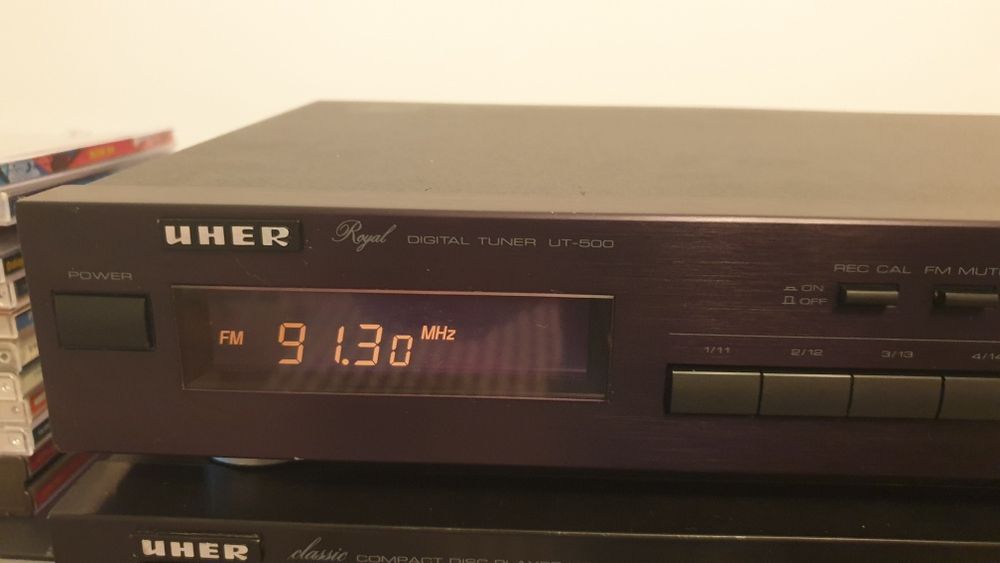 UHER Royal DIGITAL TUNER UT-500
POWER
REC CAL FM MUT
ON
OFF
FM 91.30 MHz
1/11 2/12 3/13 4/14
UHER classic COMPACT DISC PLAYER